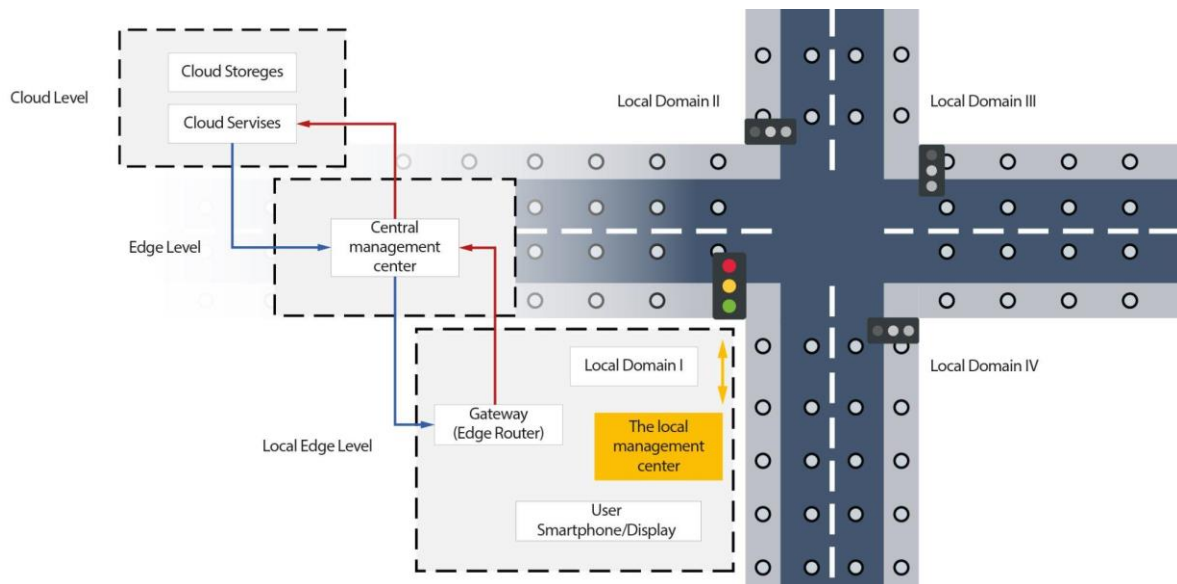 Cloud Level
Cloud Storeges
Cloud Servises
Local Domain II
Local Domain III
Edge Level
Central
management
center
Local Domain I
Local Domain IV
Local Edge Level
Gateway
(Edge Router)
The local
management
center
User
Smartphone/Display